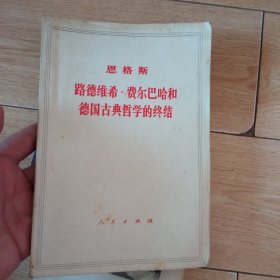 恩格斯
路德维希·费尔巴哈和
德国古典哲学的终结
人民出版社